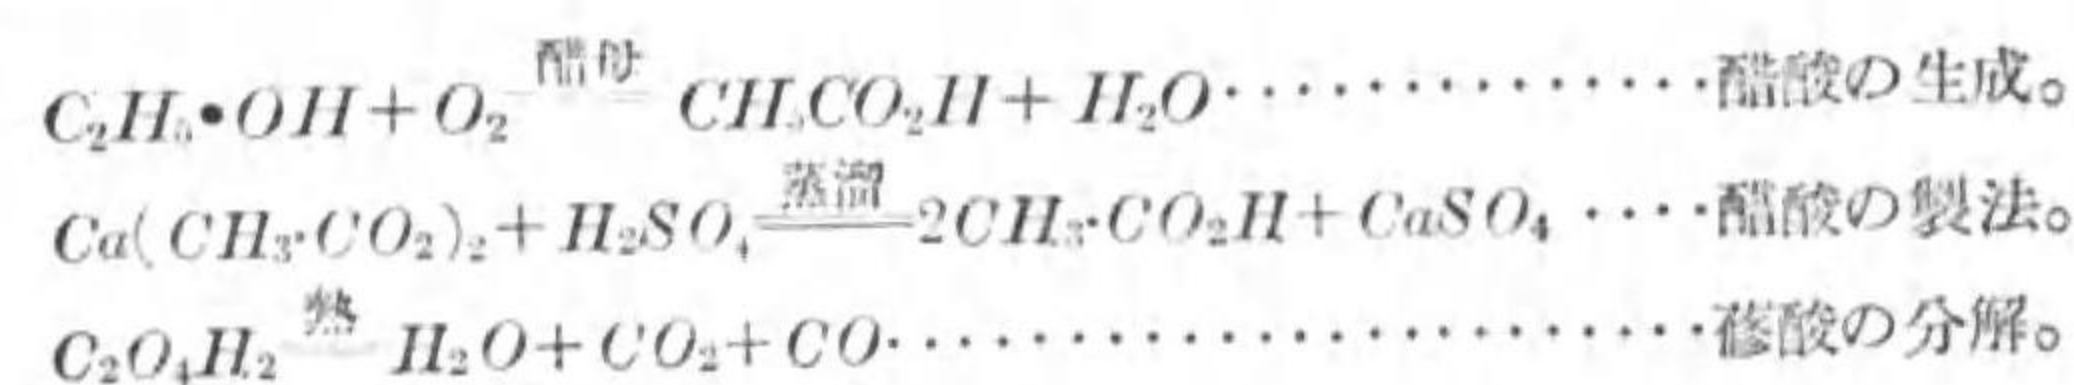 C₂H₅•OH + O₂ 醋母 = CH₃CO₂H + H₂O‥‥‥‥‥‥‥醋酸の生成。
Ca(CH₃·CO₂)₂ + H₂SO₄ 蒸溜 = 2CH₃·CO₂H + CaSO₄ ‥‥醋酸の製法。
C₂O₄H₂ 熱 = H₂O + CO₂ + CO‥‥‥‥‥‥‥‥‥‥‥‥蓚酸の分解。